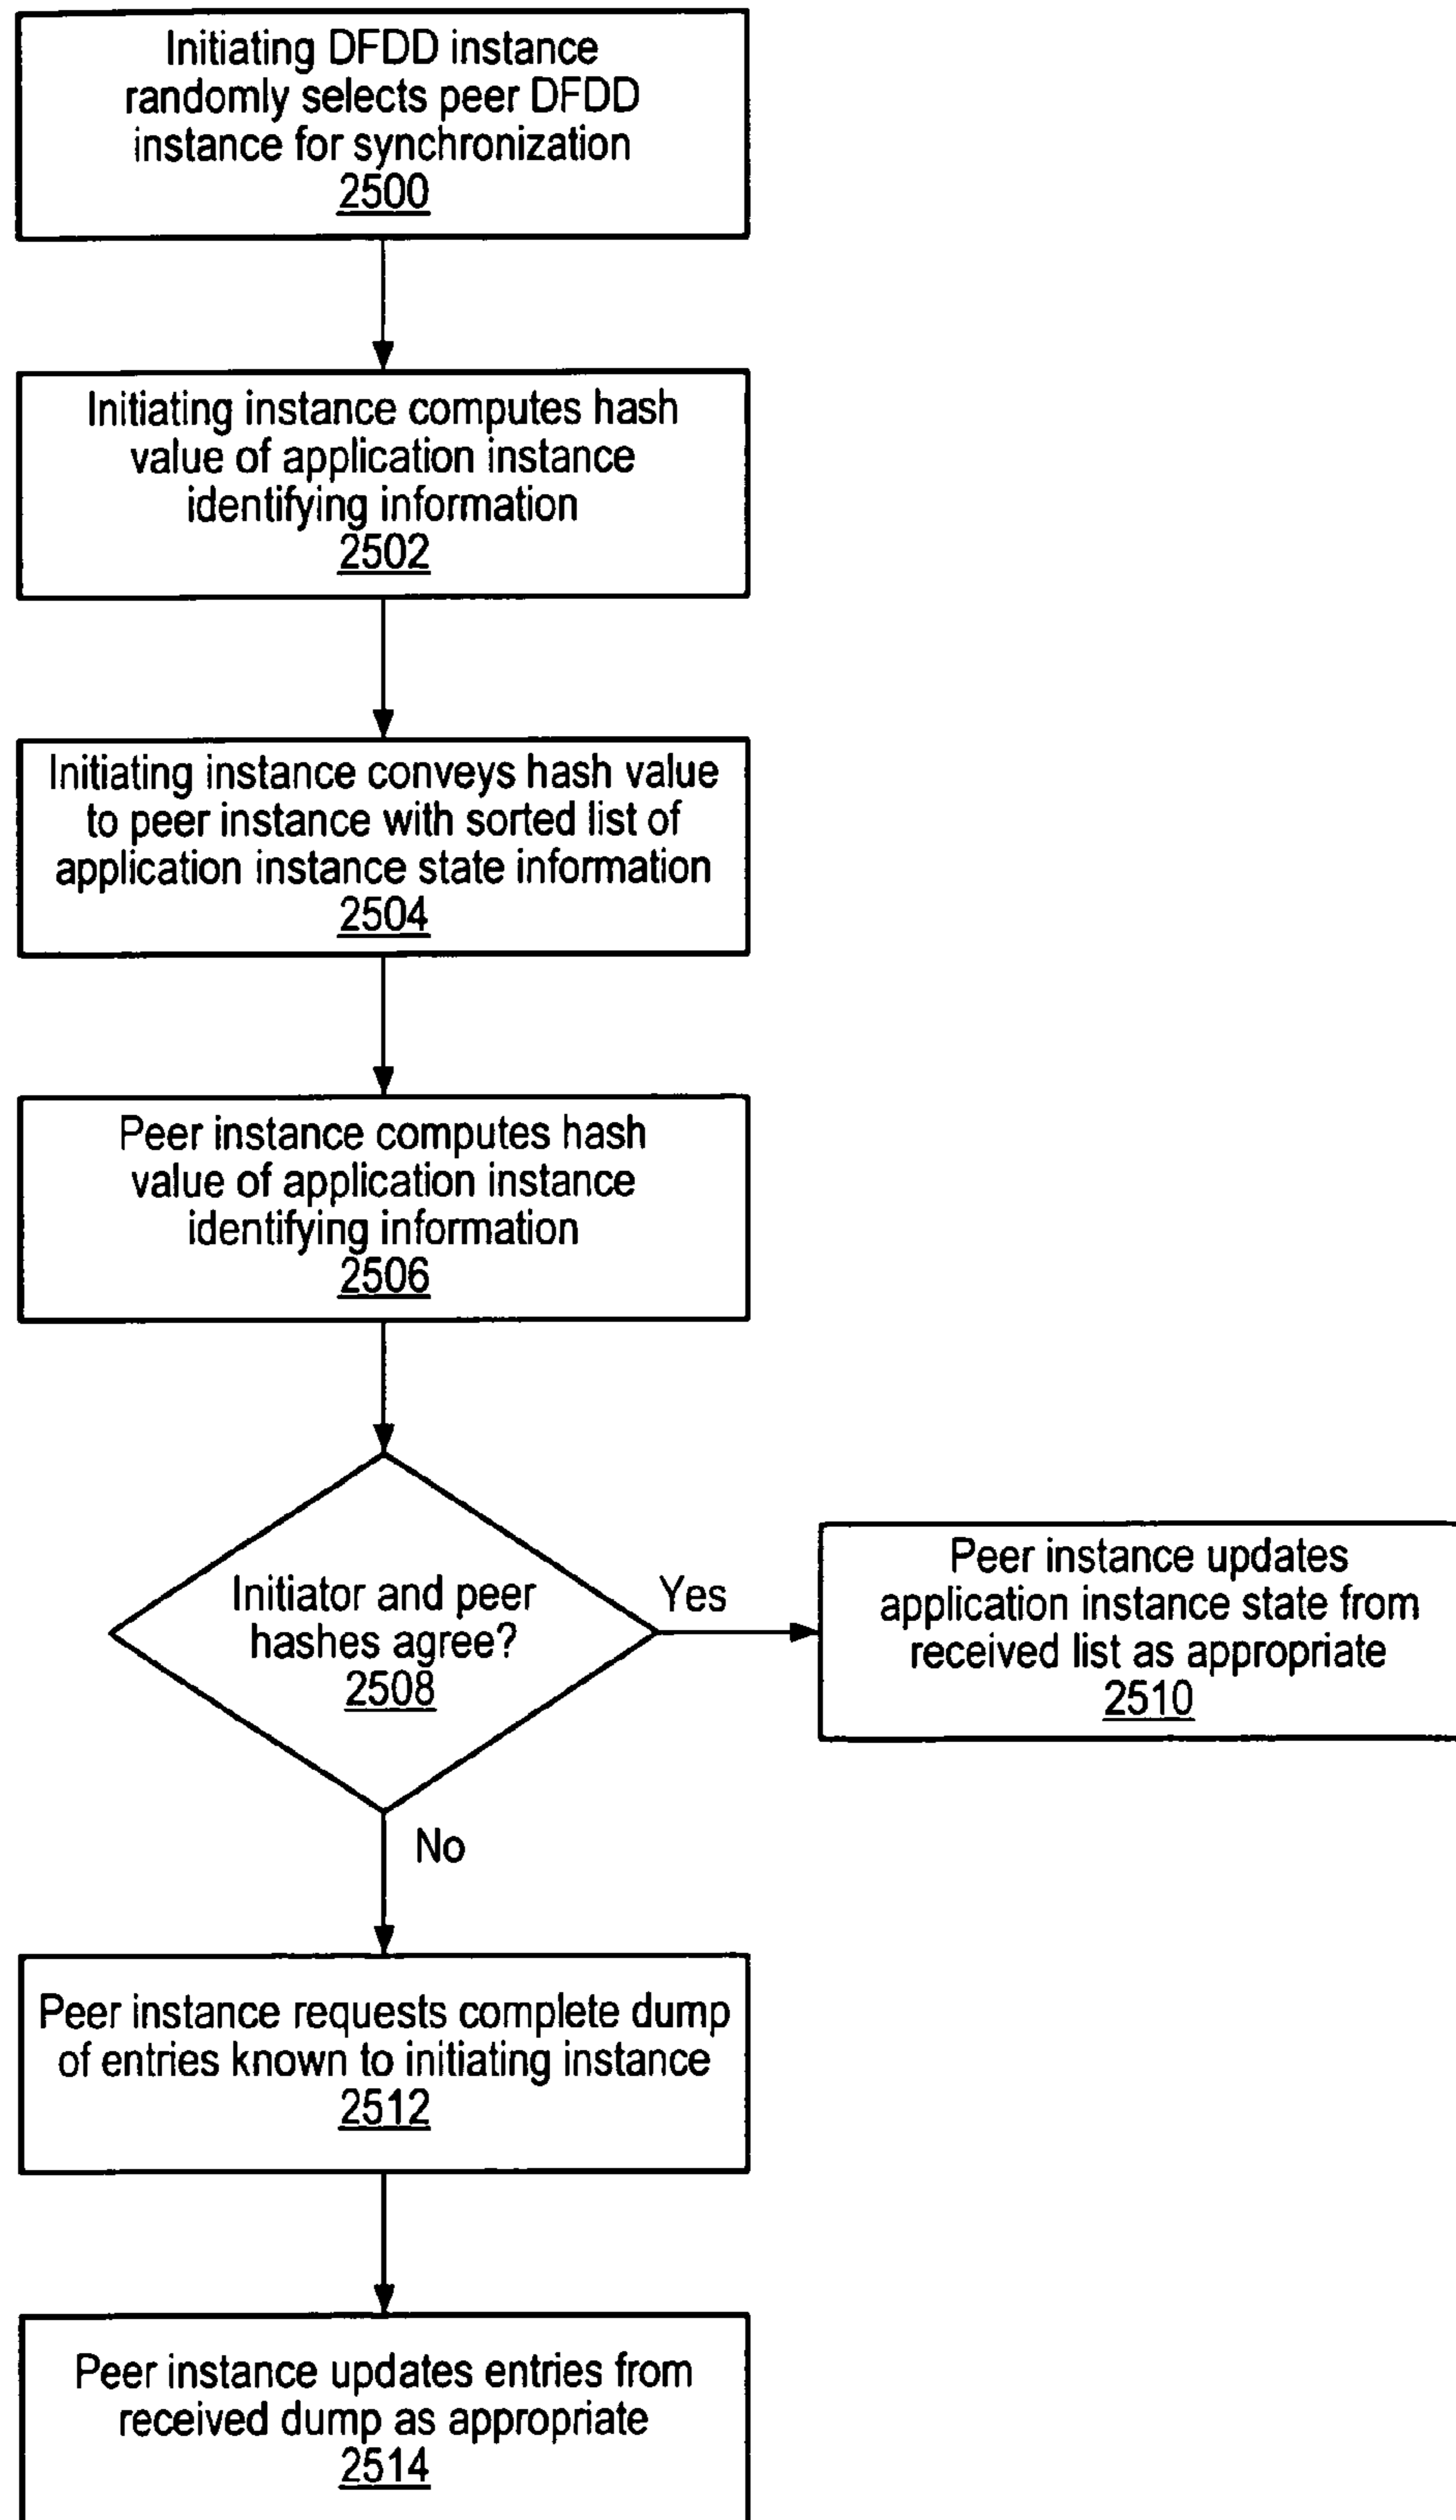 Initiating DFDD instance
randomly selects peer DFDD
instance for synchronization
2500
Initiating instance computes hash
value of application instance
identifying information
2502
Initiating instance conveys hash value
to peer instance with sorted list of
application instance state information
2504
Peer instance computes hash
value of application instance
identifying information
2506
Initiator and peer
hashes agree?
2508
Yes
Peer instance updates
application instance state from
received list as appropriate
2510
No
Peer instance requests complete dump
of entries known to initiating instance
2512
Peer instance updates entries from
received dump as appropriate
2514